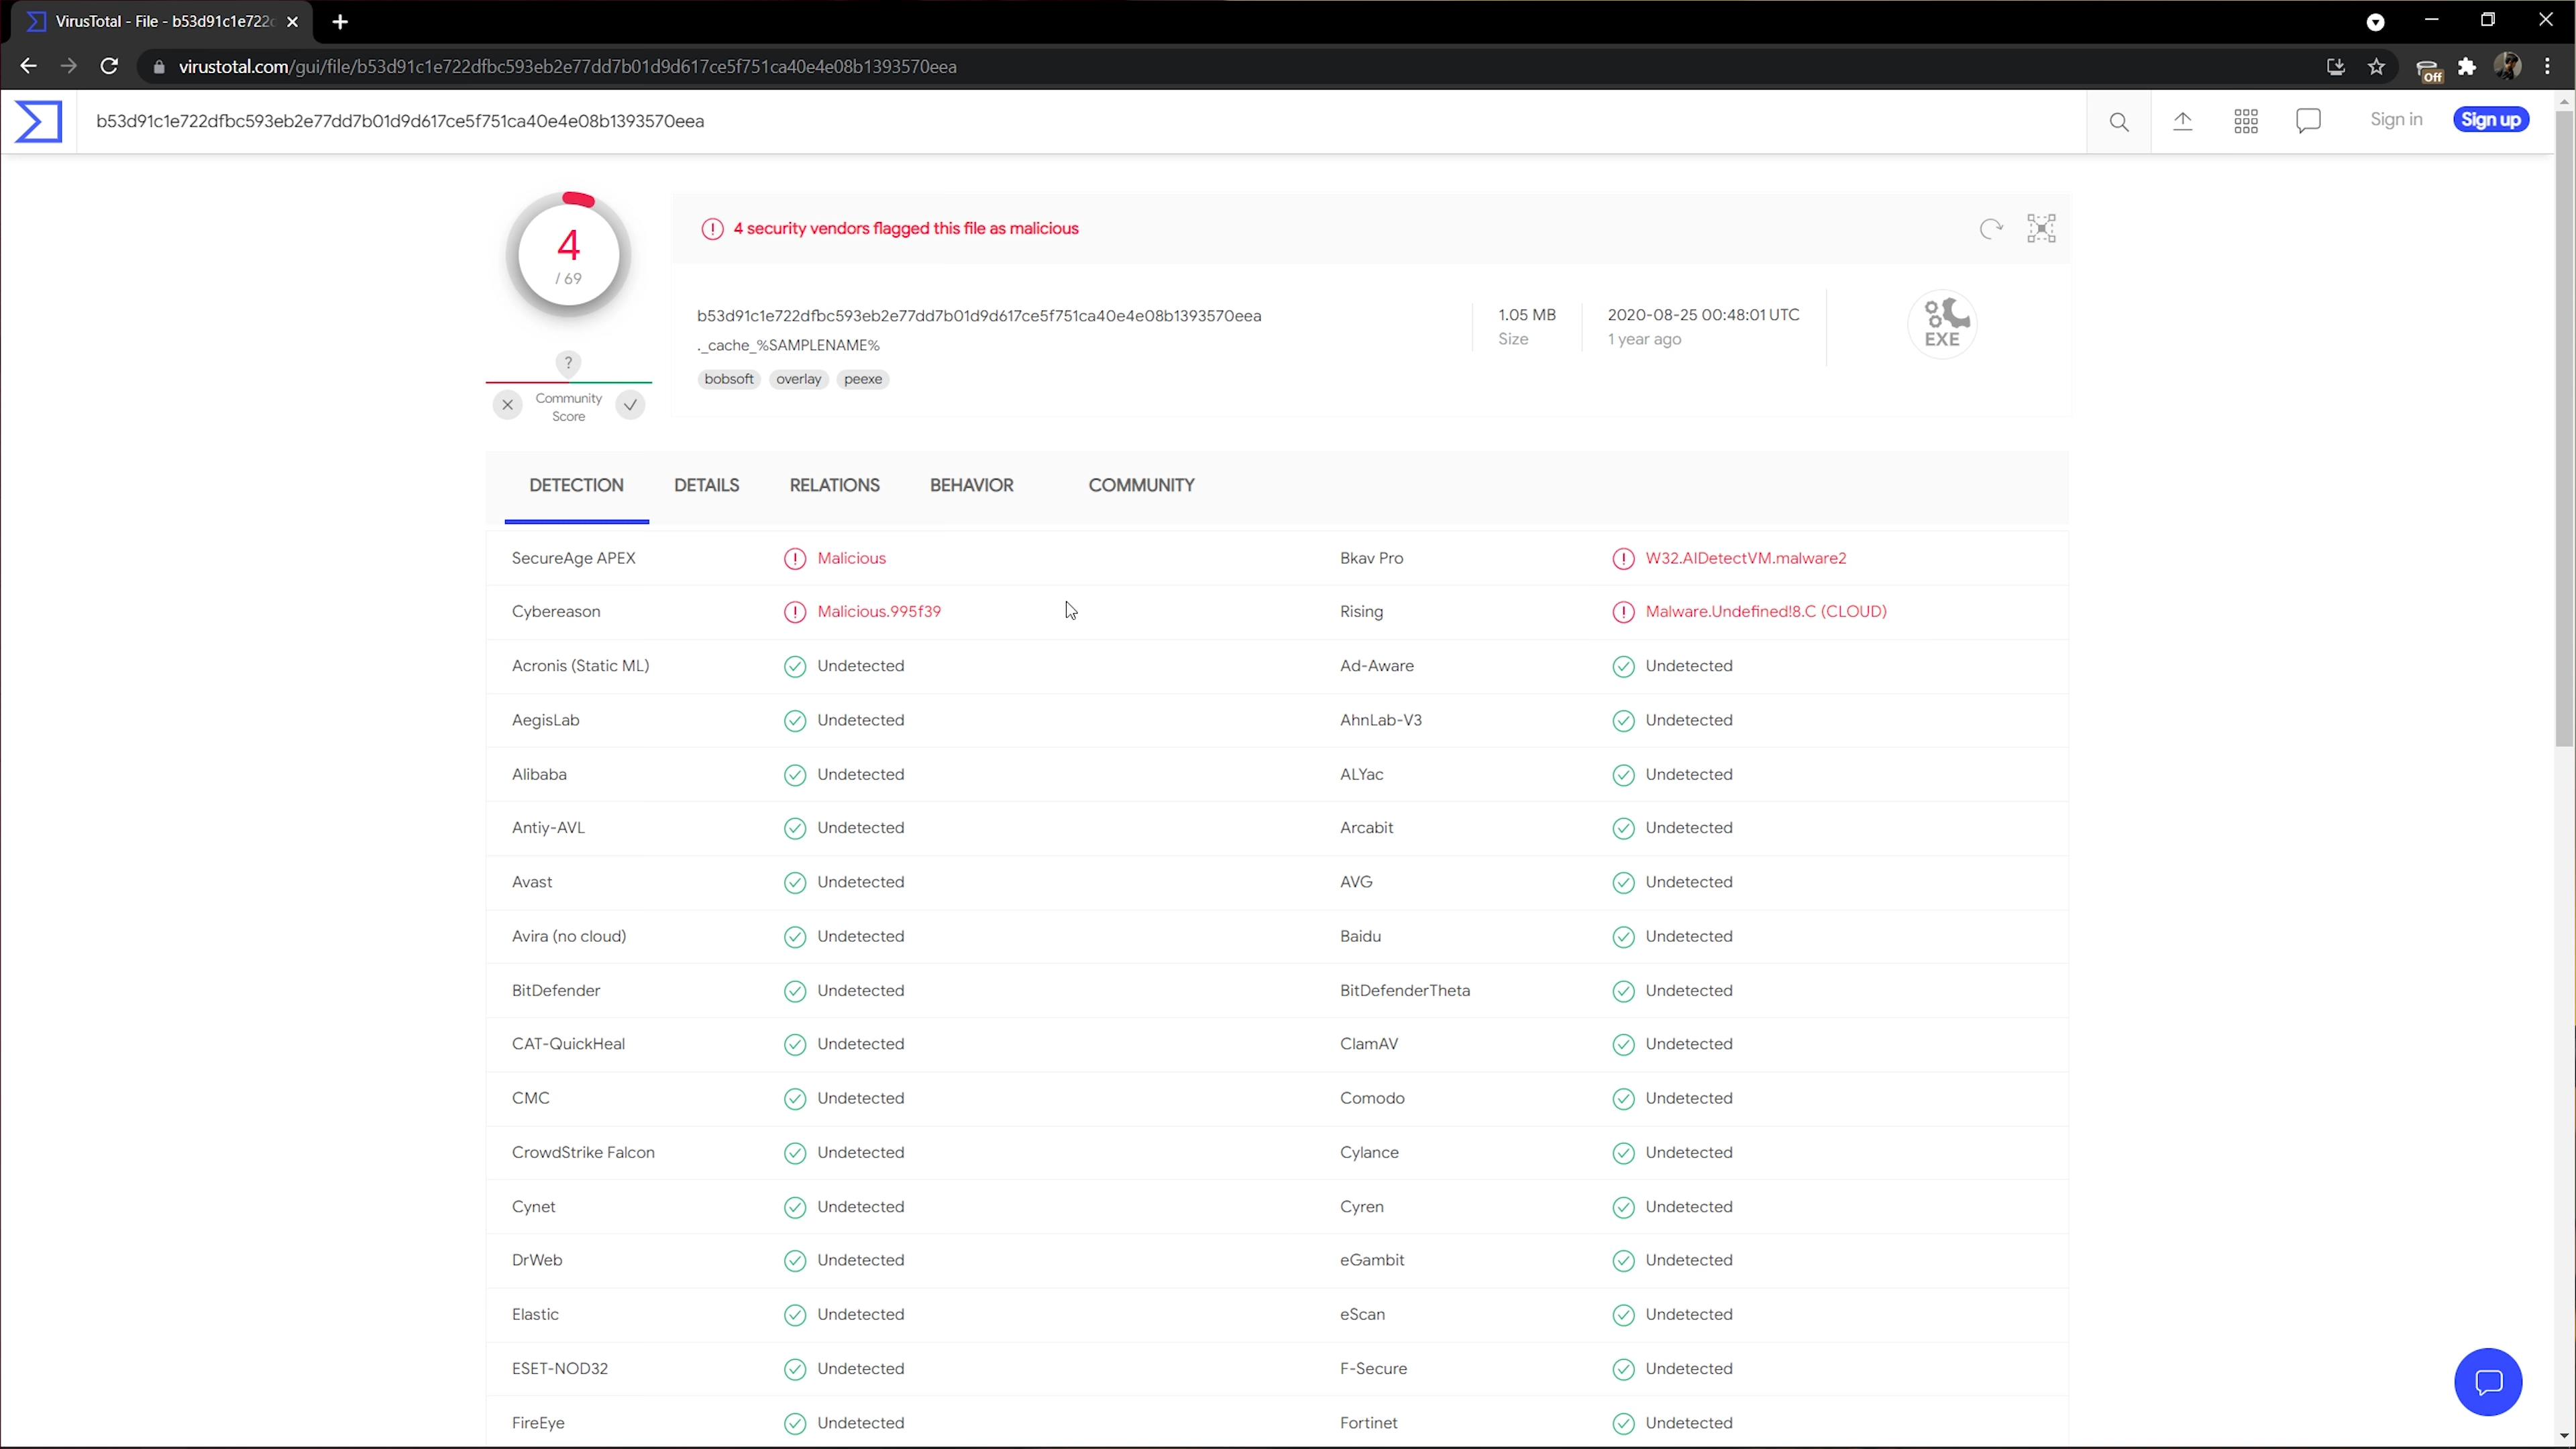 VirusTotal - File - b53d91c1e722d
virustotal.com/gui/file/b53d91c1e722dfbc593eb2e77dd7b01d9d617ce5f751ca40e4e08b1393570eea
Off
b53d91c1e722dfbc593eb2e77dd7b01d9d617ce5f751ca40e4e08b1393570eea
Sign in
Sign up
4
/ 69
4 security vendors flagged this file as malicious
b53d91c1e722dfbc593eb2e77dd7b01d9d617ce5f751ca40e4e08b1393570eea
._cache_%SAMPLENAME%
bobsoft overlay peexe
1.05 MB
Size
2020-08-25 00:48:01 UTC
1 year ago
EXE
?
Community
Score
DETECTION DETAILS RELATIONS BEHAVIOR COMMUNITY
SecureAge APEX Malicious Bkav Pro W32.AIDetectVM.malware2
Cybereason Malicious.995f39 Rising Malware.Undefined!8.C (CLOUD)
Acronis (Static ML) Undetected Ad-Aware Undetected
AegisLab Undetected AhnLab-V3 Undetected
Alibaba Undetected ALYac Undetected
Antiy-AVL Undetected Arcabit Undetected
Avast Undetected AVG Undetected
Avira (no cloud) Undetected Baidu Undetected
BitDefender Undetected BitDefenderTheta Undetected
CAT-QuickHeal Undetected ClamAV Undetected
CMC Undetected Comodo Undetected
CrowdStrike Falcon Undetected Cylance Undetected
Cynet Undetected Cyren Undetected
DrWeb Undetected eGambit Undetected
Elastic Undetected eScan Undetected
ESET-NOD32 Undetected F-Secure Undetected
FireEye Undetected Fortinet Undetected